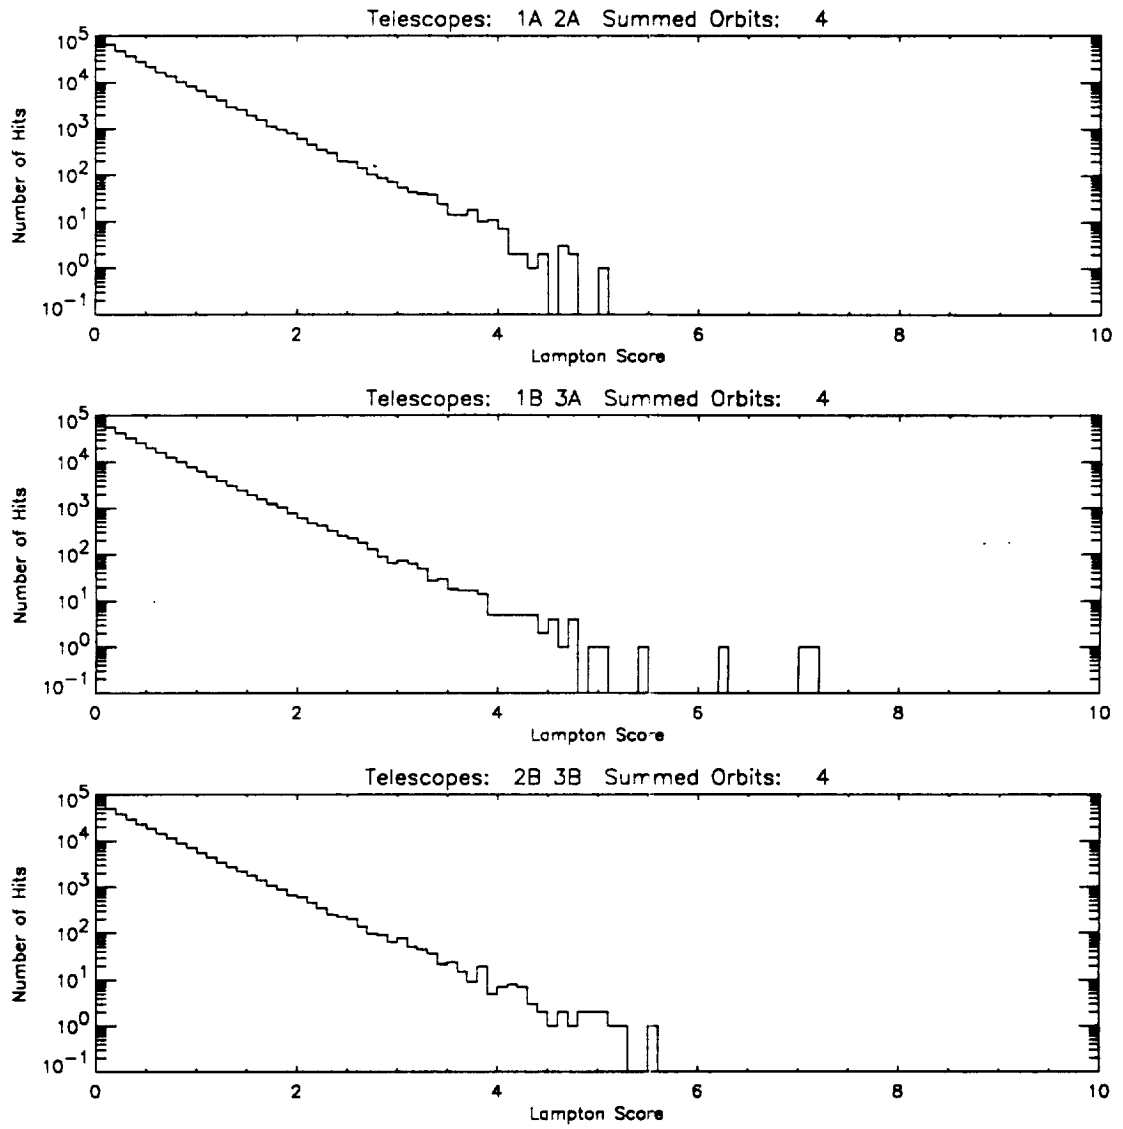 Telescopes: 1A 2A Summed Orbits: 4
10^5
10^4
10^3
10^2
10^1
10^0
10^-1
Number of Hits
0 2 4 6 8 10
Lampton Score
Telescopes: 1B 3A Summed Orbits: 4
10^5
10^4
10^3
10^2
10^1
10^0
10^-1
Number of Hits
0 2 4 6 8 10
Lampton Score
Telescopes: 2B 3B Summed Orbits: 4
10^5
10^4
10^3
10^2
10^1
10^0
10^-1
Number of Hits
0 2 4 6 8 10
Lampton Score